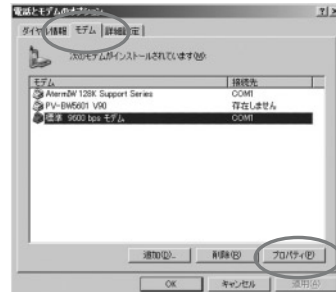 電話とモデムのオプション
ダイヤル情報 モデム 詳細設定
次のモデムがインストールされています(M):
モデム 接続先
AtermIW 128K Support Series COM1
PV-BW5601 V90 存在しません
標準 9600 bps モデム COM1
追加(D)... 削除(R) プロパティ(P)
OK キャンセル 適用(A)